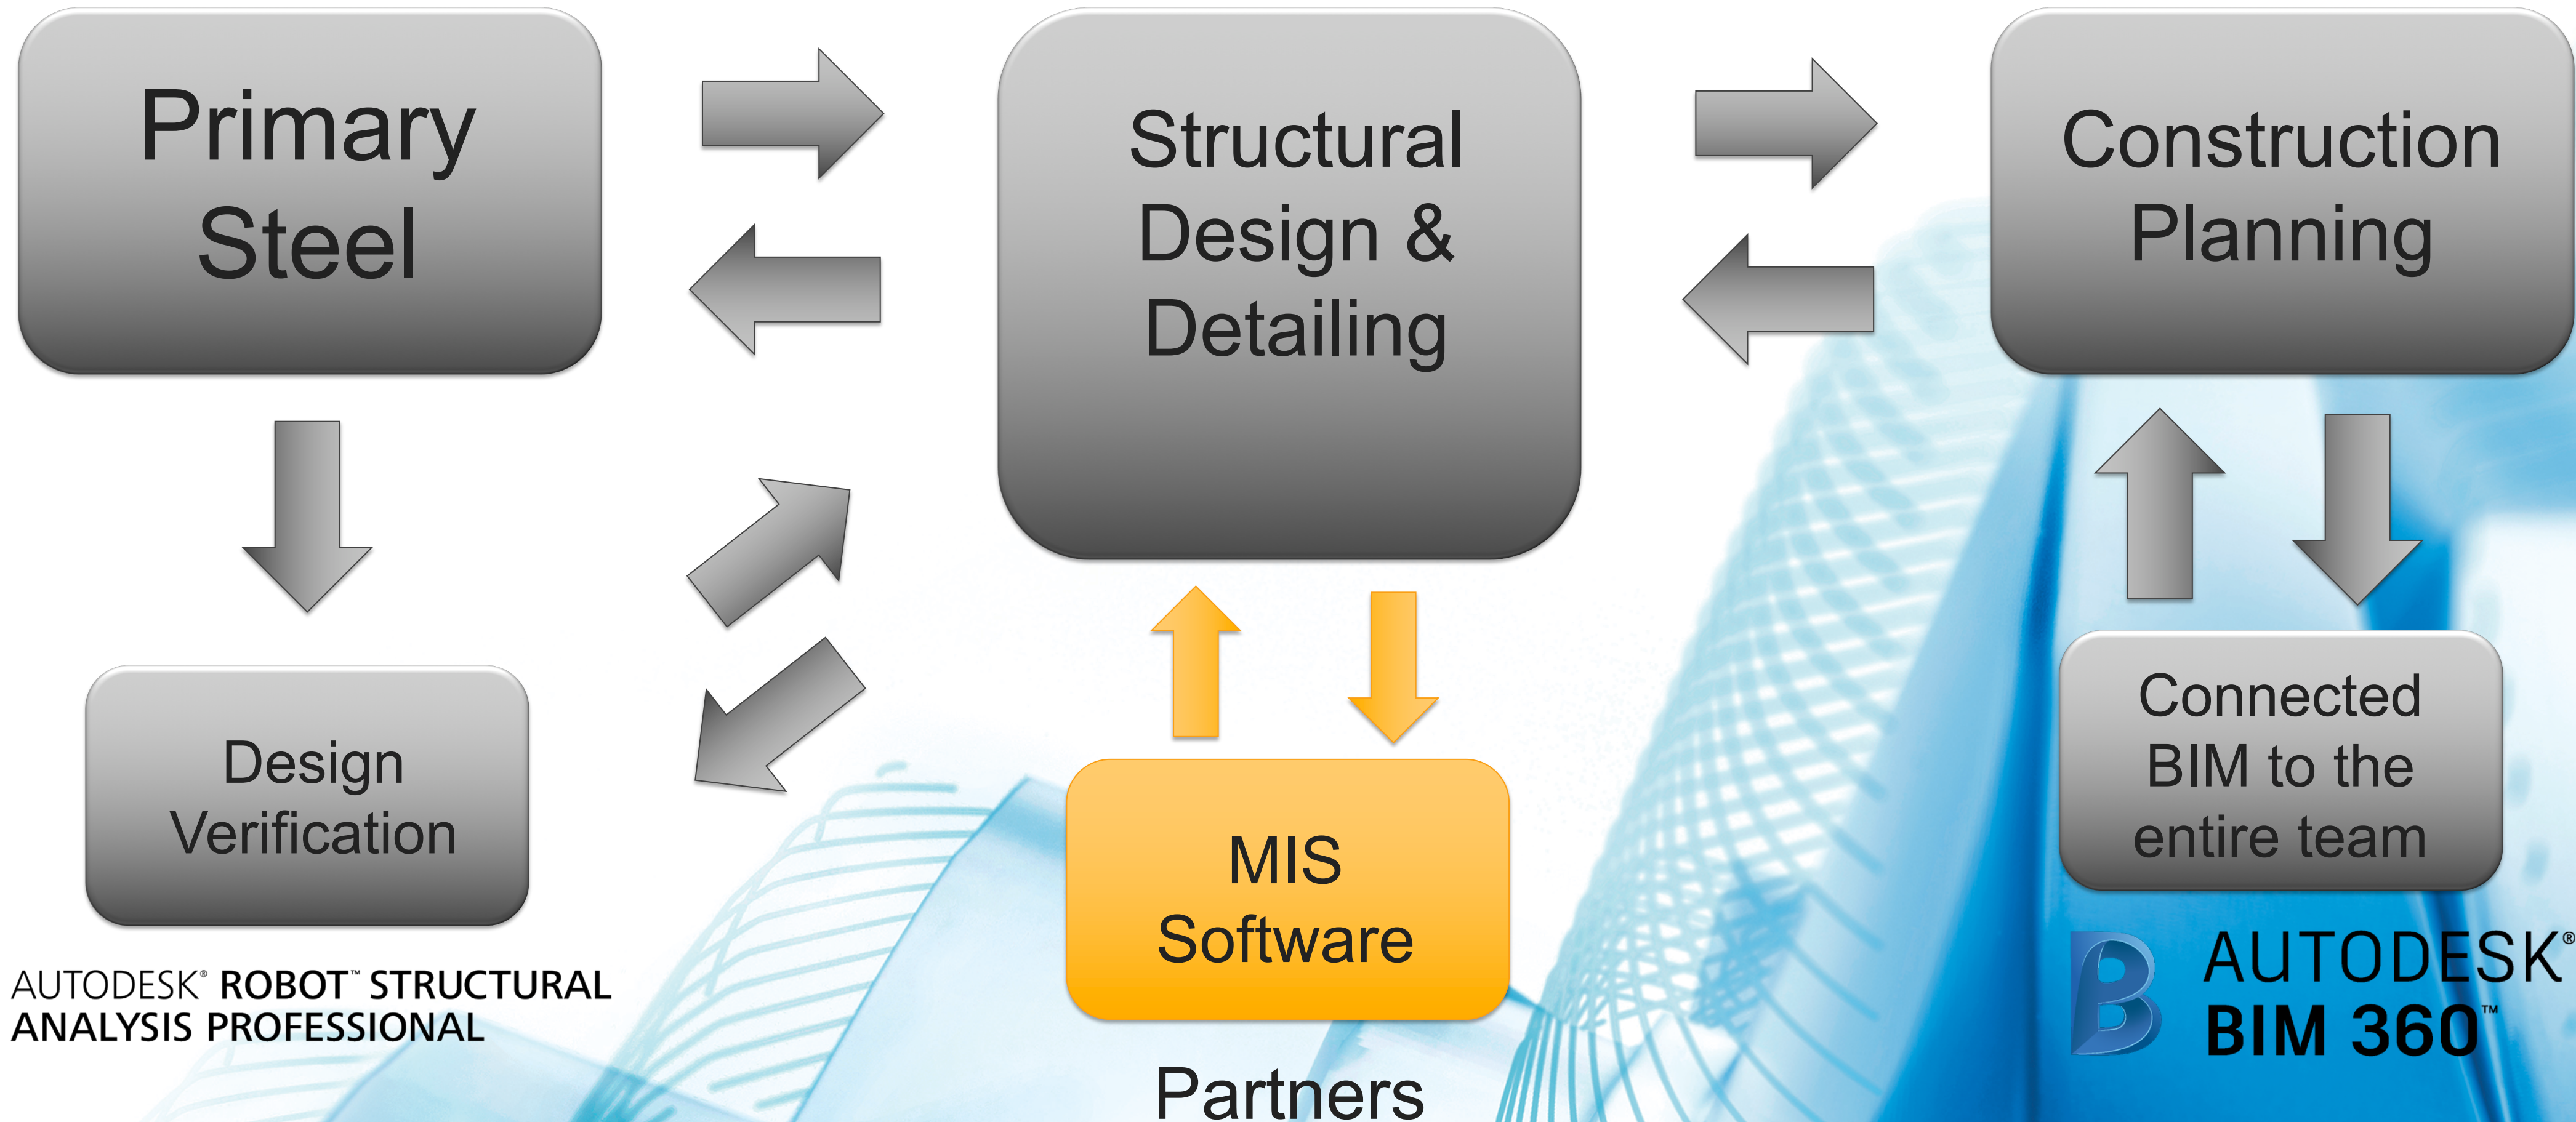 Primary
Steel
Structural
Design &
Detailing
Construction
Planning
Design
Verification
MIS
Software
Connected
BIM to the
entire team
AUTODESK® ROBOT™ STRUCTURAL
ANALYSIS PROFESSIONAL
Partners
AUTODESK®
BIM 360™